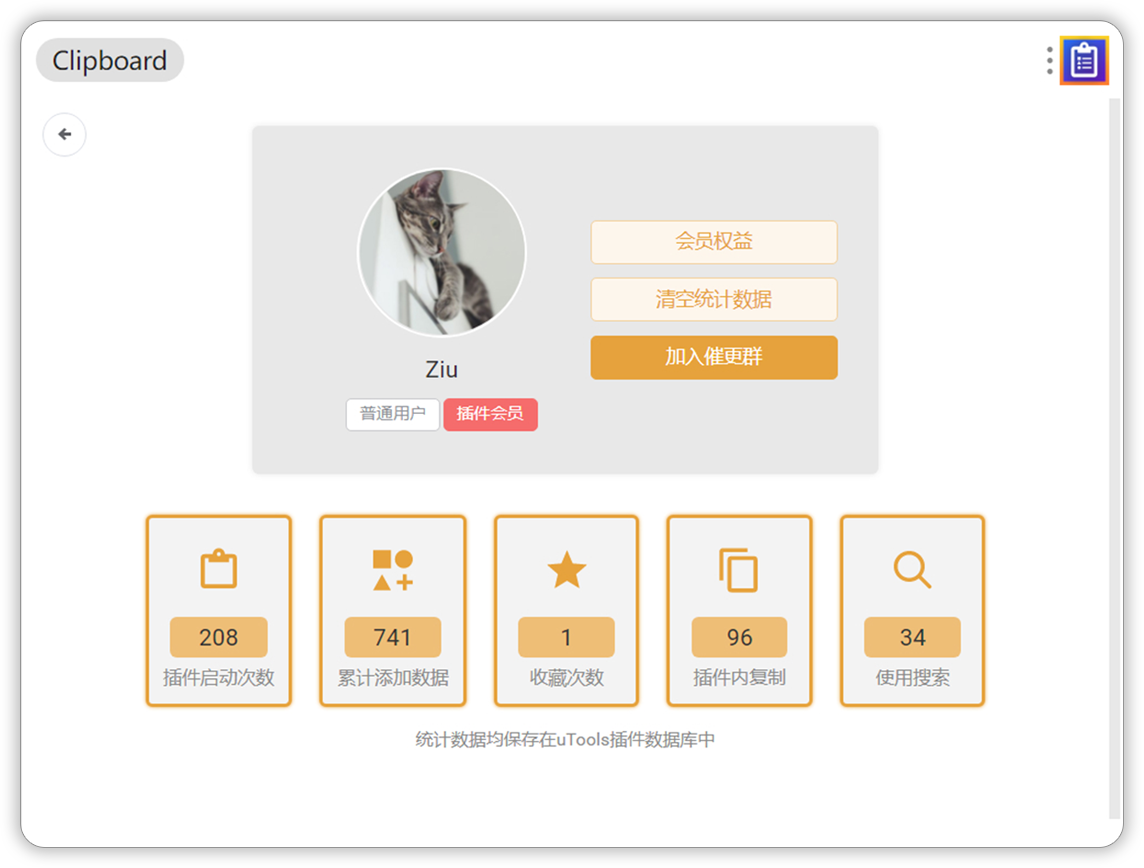 Clipboard
会员权益
清空统计数据
加入催更群
Ziu
普通用户 插件会员
208 741 1 96 34
插件启动次数 累计添加数据 收藏次数 插件内复制 使用搜索
统计数据均保存在uTools插件数据库中